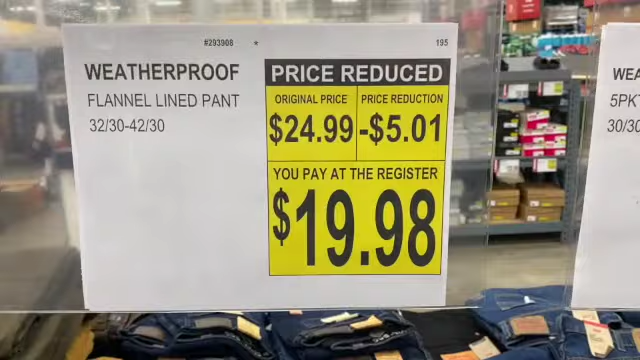 #293908 * 195
WEATHERPROOF
FLANNEL LINED PANT
32/30-42/30
PRICE REDUCED
ORIGINAL PRICE PRICE REDUCTION
$24.99 -$5.01
YOU PAY AT THE REGISTER
$19.98
WEA
5PK
30/30